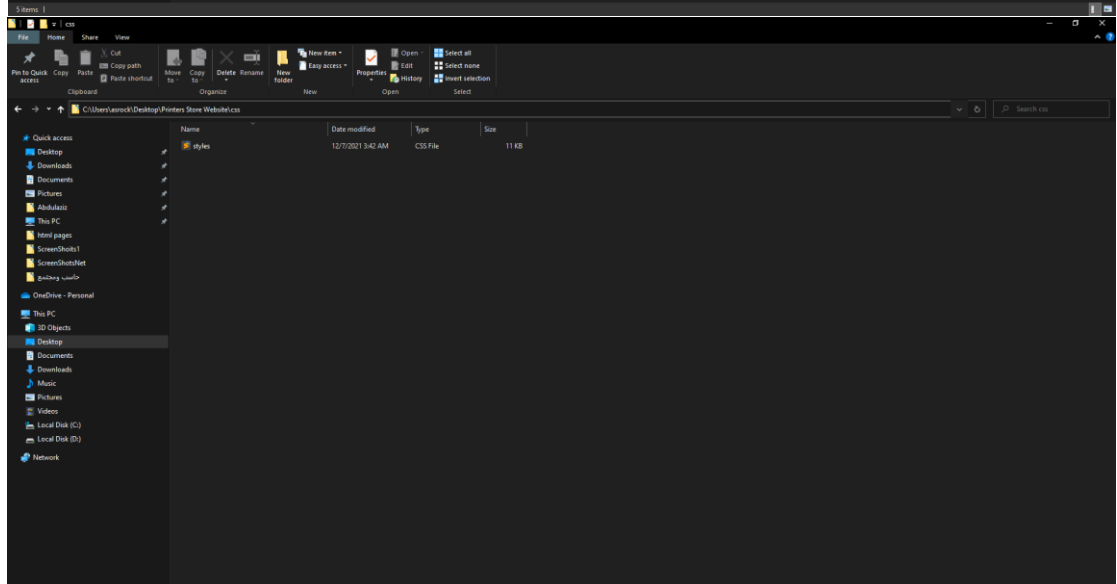 5 items
css
File Home Share View
Pin to Quick access
Copy
Paste
Cut
Copy path
Paste shortcut
Clipboard
Move to
Copy to
Delete
Rename
Organize
New folder
New item
Easy access
New
Properties
Open
Edit
History
Open
Select all
Select none
Invert selection
Select
C:\Users\asrock\Desktop\Printers Store Website\css
Search css
Name Date modified Type Size
styles 12/7/2021 3:42 AM CSS File 11 KB
Quick access
Desktop
Downloads
Documents
Pictures
Abdulaziz
This PC
html pages
ScreenShoits1
ScreenShotsNet
حاسب ومجتمع
OneDrive - Personal
This PC
3D Objects
Desktop
Documents
Downloads
Music
Pictures
Videos
Local Disk (C:)
Local Disk (D:)
Network